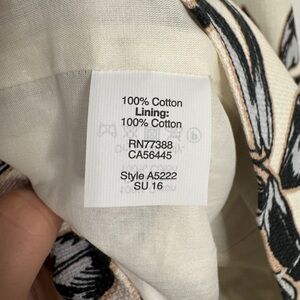 100% Cotton
Lining:
100% Cotton
RN77388
CA56445
Style A5222
SU 16